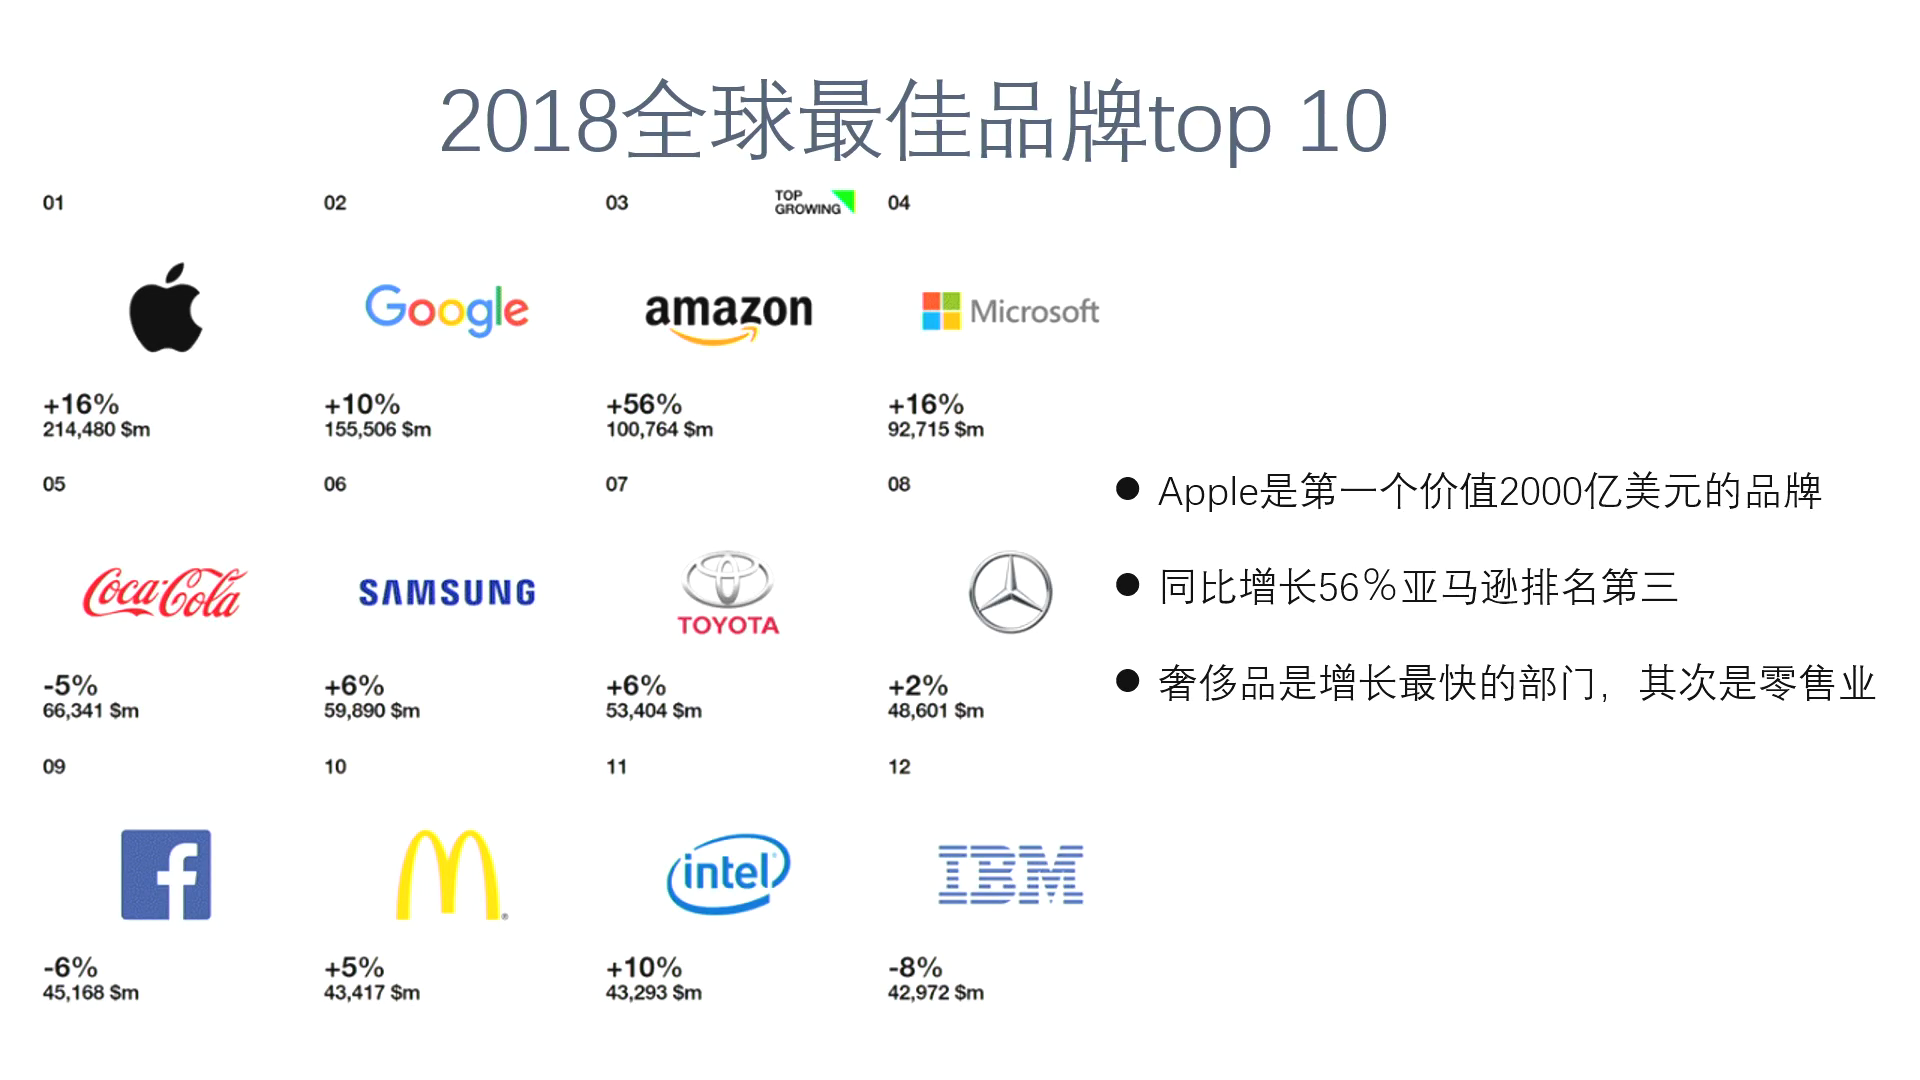 2018全球最佳品牌top 10
01
02
03
TOP
GROWING
04
Google
amazon
Microsoft
+16%
214,480 $m
+10%
155,506 $m
+56%
100,764 $m
+16%
92,715 $m
05
06
07
08
Coca-Cola
SAMSUNG
TOYOTA
-5%
66,341 $m
+6%
59,890 $m
+6%
53,404 $m
+2%
48,601 $m
09
10
11
12
f
M
intel
IBM
-6%
45,168 $m
+5%
43,417 $m
+10%
43,293 $m
-8%
42,972 $m
Apple是第一个价值2000亿美元的品牌
同比增长56%亚马逊排名第三
奢侈品是增长最快的部门，其次是零售业